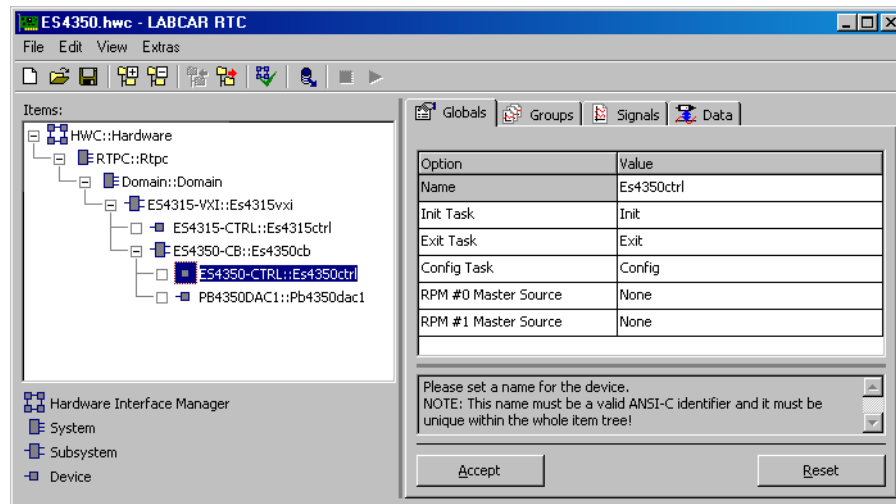 ES4350.hwc - LABCAR RTC
File Edit View Extras
Items:
HWC::Hardware
RTPC::Rtpc
Domain::Domain
ES4315-VXI::Es4315vxi
ES4315-CTRL::Es4315ctrl
ES4350-CB::Es4350cb
ES4350-CTRL::Es4350ctrl
PB4350DAC1::Pb4350dac1
Hardware Interface Manager
System
Subsystem
Device
Globals Groups Signals Data
Option Value
Name Es4350ctrl
Init Task Init
Exit Task Exit
Config Task Config
RPM #0 Master Source None
RPM #1 Master Source None
Please set a name for the device.
NOTE: This name must be a valid ANSI-C identifier and it must be
unique within the whole item tree!
Accept Reset